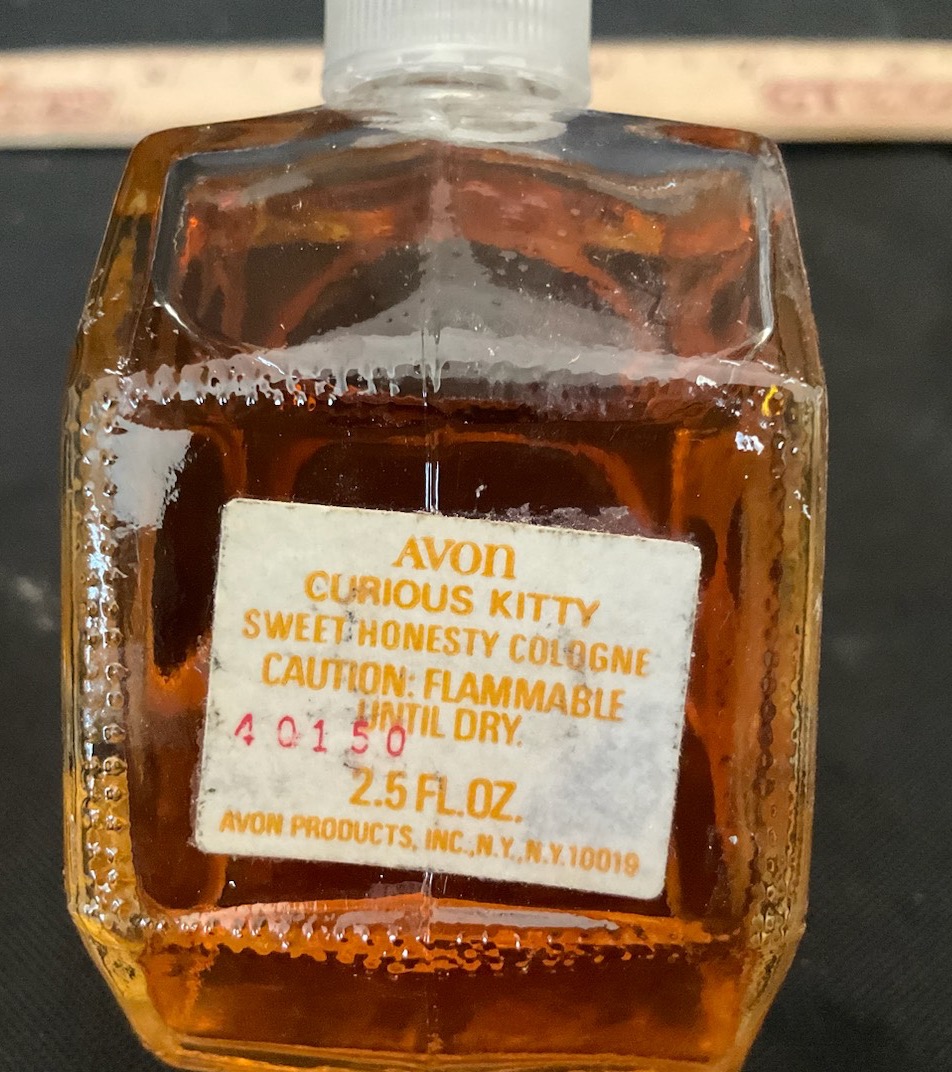 AVON
CURIOUS KITTY
SWEET HONESTY COLOGNE
CAUTION: FLAMMABLE
UNTIL DRY.
40150
2.5 FL.OZ.
AVON PRODUCTS, INC.,N.Y.,N.Y.10019